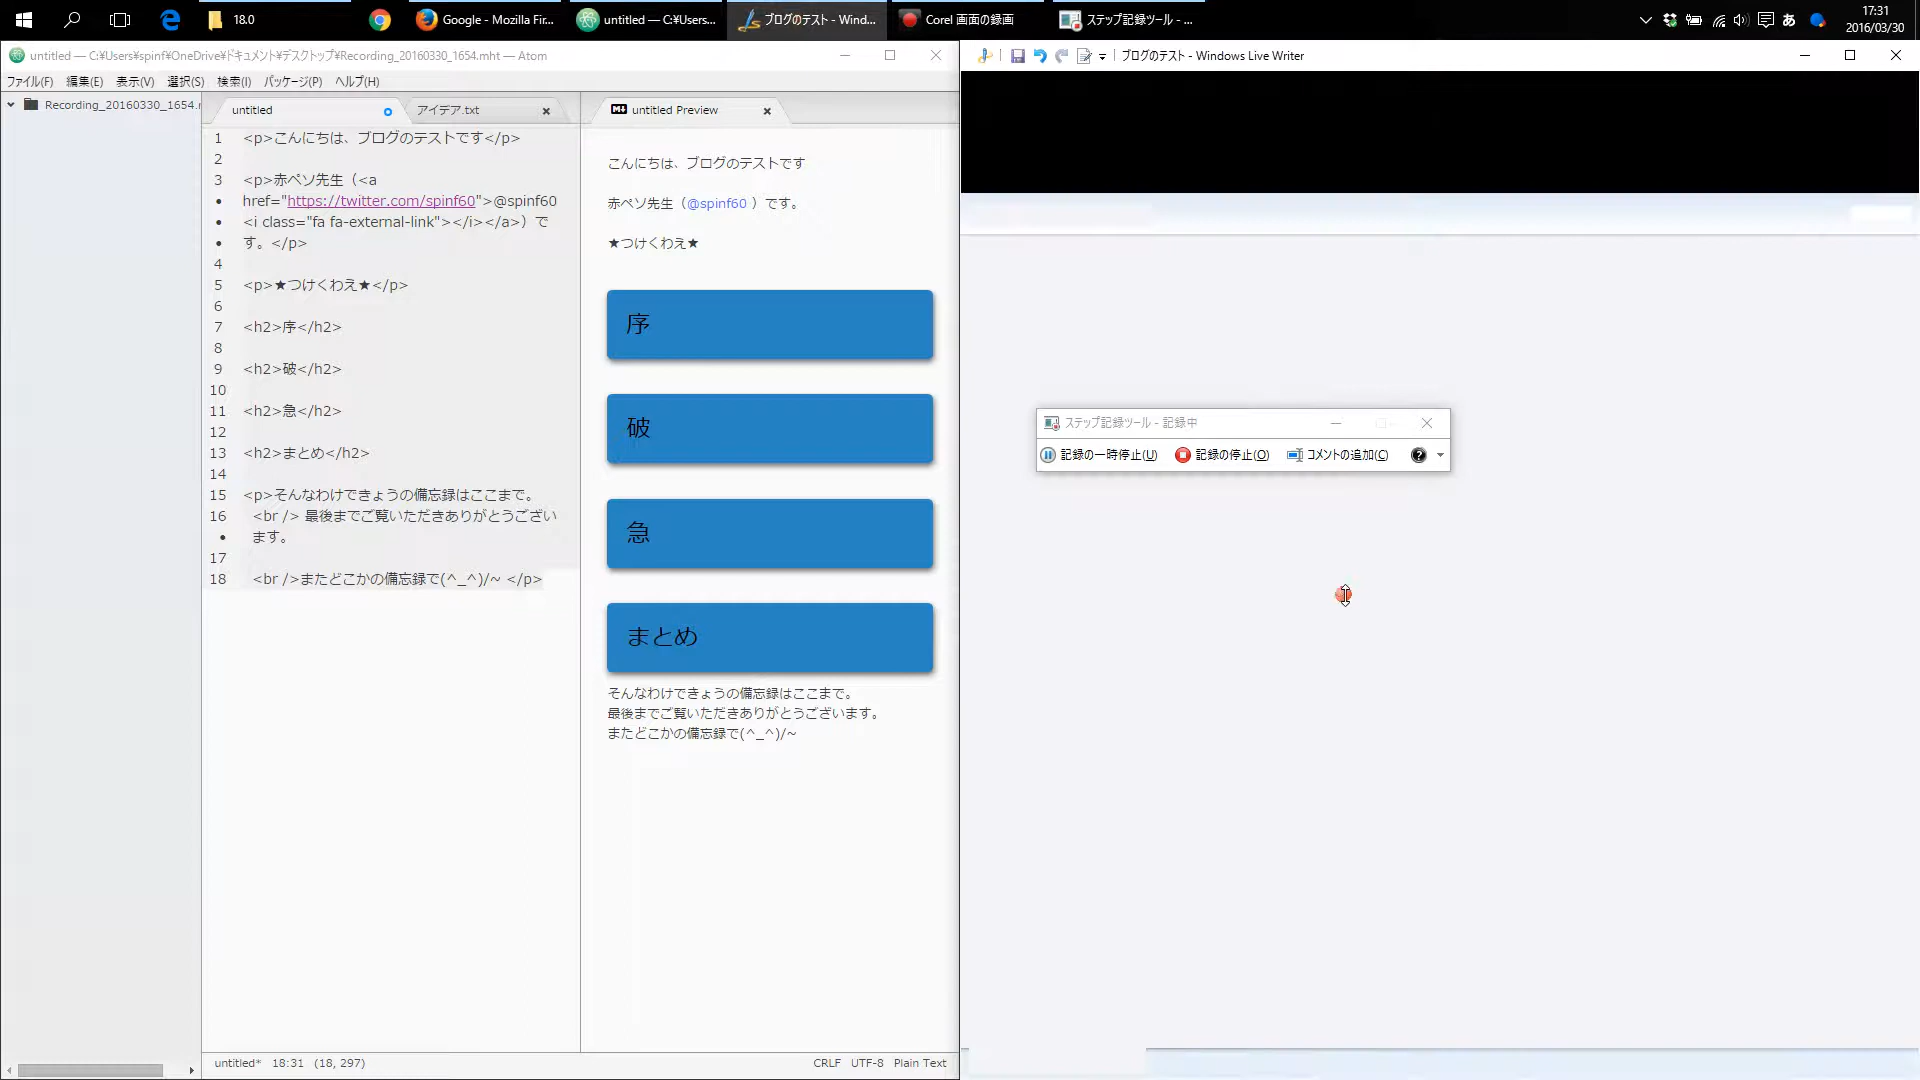 18.0
Google - Mozilla Fir...
untitled — C:¥Users...
ブログのテスト - Wind...
Corel 画面の録画
ステップ記録ツール - ...
あ
17:31
2016/03/30
untitled — C:¥Users¥spinf¥OneDrive¥ドキュメント¥デスクトップ¥Recording_20160330_1654.mht — Atom
ファイル(F) 編集(E) 表示(V) 選択(S) 検索(I) パッケージ(P) ヘルプ(H)
Recording_20160330_1654.r
untitled
アイデア.txt
1 <p>こんにちは、ブログのテストです</p>
2
3 <p>赤ペソ先生（<a
• href="https://twitter.com/spinf60">@spinf60
• <i class="fa fa-external-link"></i></a>）で
• す。</p>
4
5 <p>★つけくわえ★</p>
6
7 <h2>序</h2>
8
9 <h2>破</h2>
10
11 <h2>急</h2>
12
13 <h2>まとめ</h2>
14
15 <p>そんなわけできょうの備忘録はここまで。
16 <br /> 最後までご覧いただきありがとうござい
• ます。
17
18 <br />またどこかの備忘録で(^_^)/~ </p>
untitled* 18:31 (18, 297)
M↓ untitled Preview
こんにちは、ブログのテストです
赤ペソ先生（@spinf60 ）です。
★つけくわえ★
序
破
急
まとめ
そんなわけできょうの備忘録はここまで。
最後までご覧いただきありがとうございます。
またどこかの備忘録で(^_^)/~
CRLF UTF-8 Plain Text
ブログのテスト - Windows Live Writer
ステップ記録ツール - 記録中
記録の一時停止(U) 記録の停止(O) コメントの追加(C)